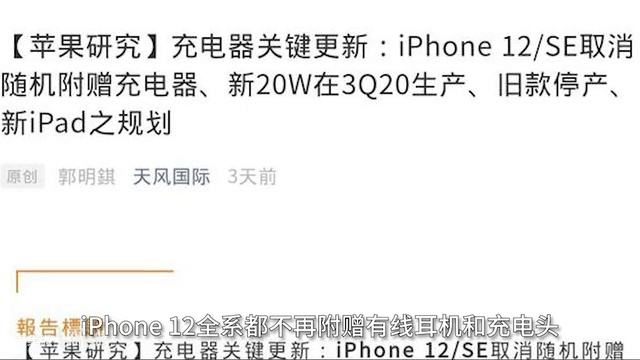 【苹果研究】充电器关键更新：iPhone 12/SE取消
随机附赠充电器、新20W在3Q20生产、旧款停产、
新iPad之规划
原创 郭明錤 天风国际 3天前
報告標
iPhone 12全系都不再附赠有线耳机和充电头
【苹果研究】充电器关键更新：iPhone 12/SE取消随机附赠